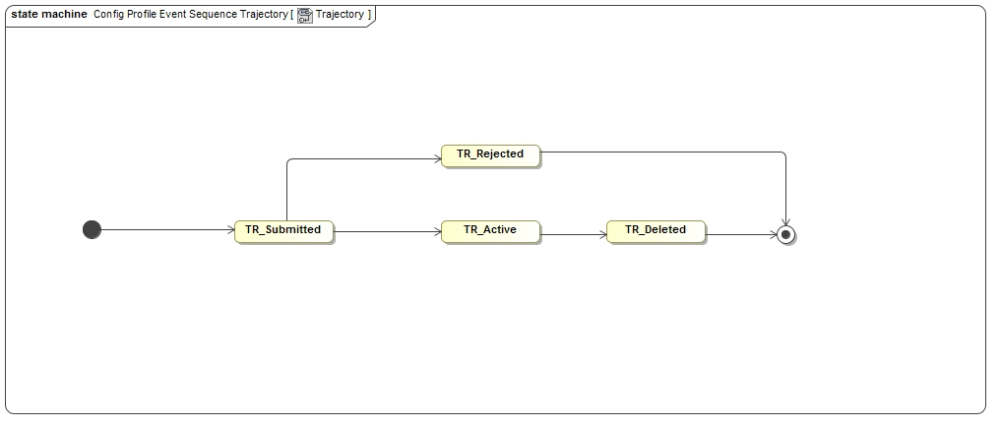 state machine Config Profile Event Sequence Trajectory [ Trajectory ]
TR_Rejected
TR_Submitted
TR_Active
TR_Deleted